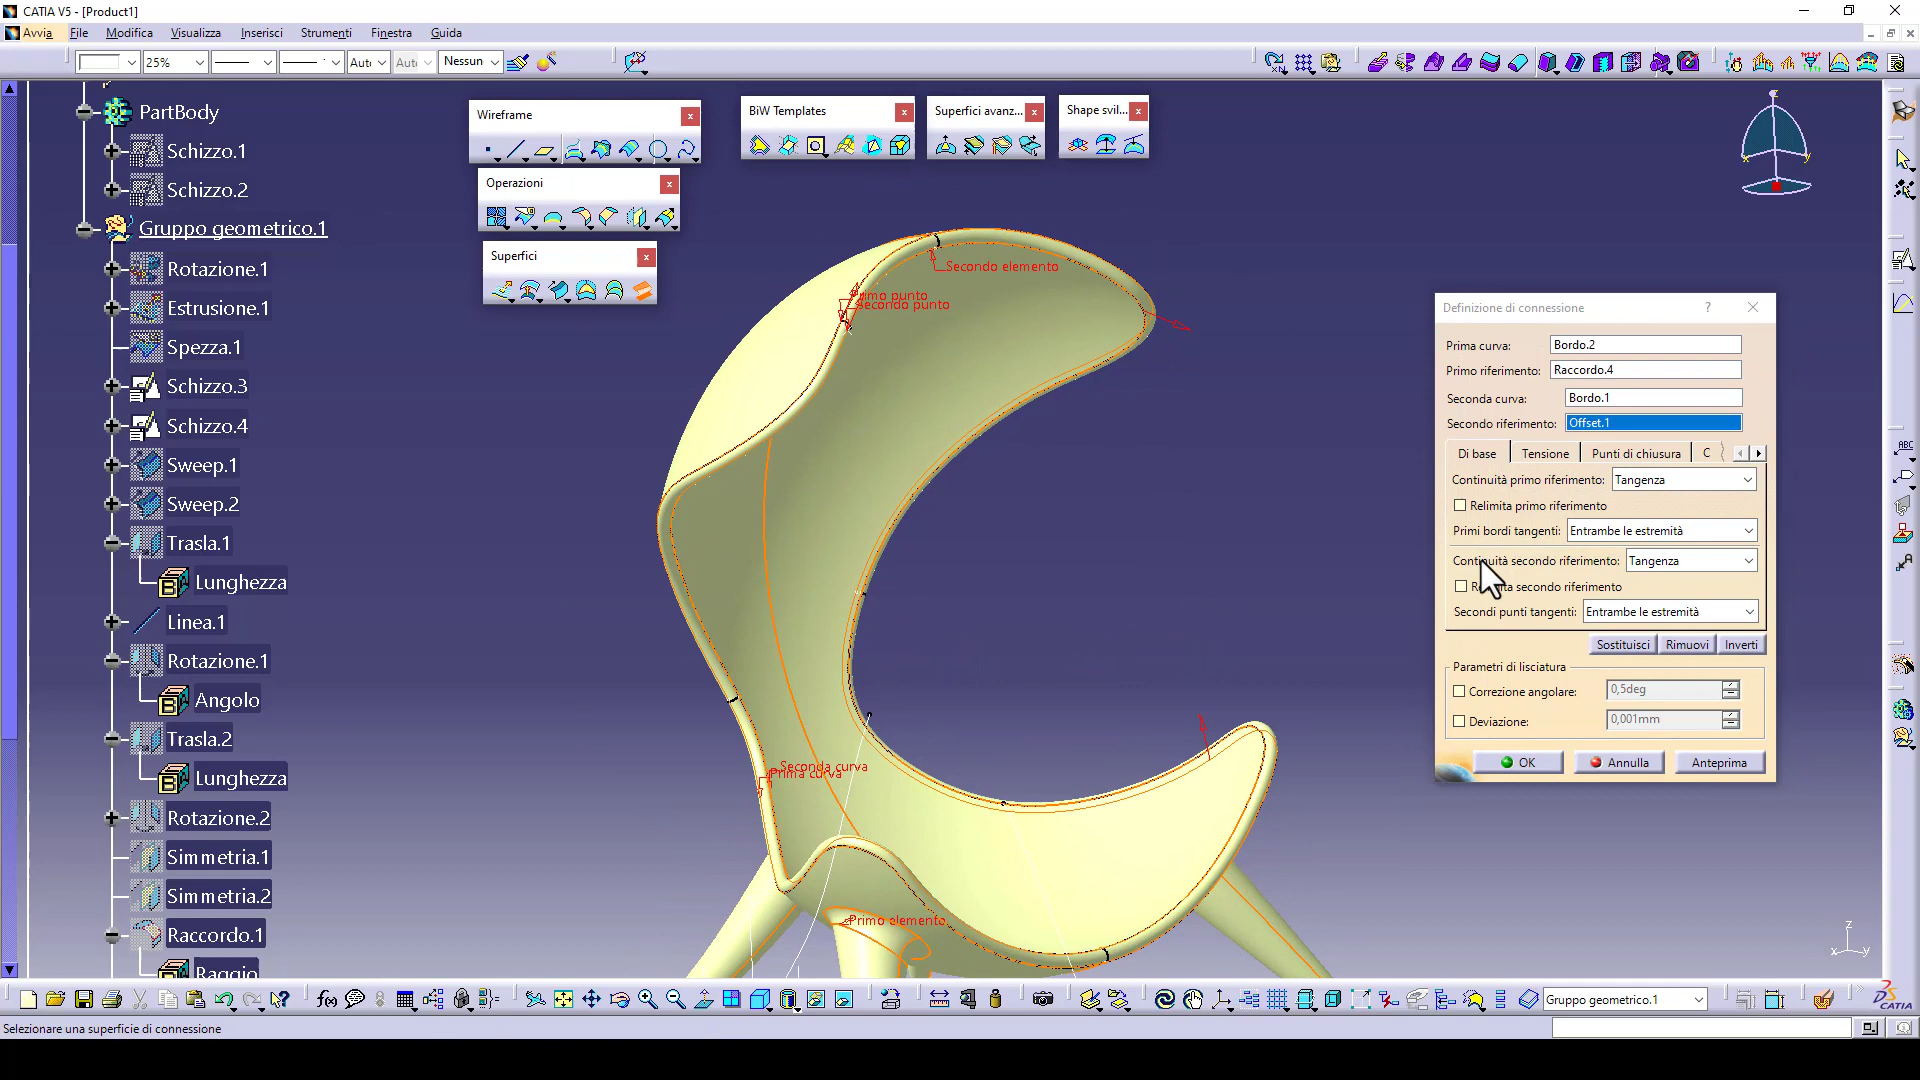 CATIA V5 - [Product1]
Avvia File Modifica Visualizza Inserisci Strumenti Finestra Guida
25% Aut Aut Nessun
PartBody
Schizzo.1
Schizzo.2
Gruppo geometrico.1
Rotazione.1
Estrusione.1
Spezza.1
Schizzo.3
Schizzo.4
Sweep.1
Sweep.2
Trasla.1
Lunghezza
Linea.1
Rotazione.1
Angolo
Trasla.2
Lunghezza
Rotazione.2
Simmetria.1
Simmetria.2
Raccordo.1
Raggio
Wireframe
Operazioni
Superfici
BiW Templates
Superfici avanz...
Shape svil...
Secondo elemento
Primo punto
Secondo punto
Seconda curva
Prima curva
Primo elemento
Definizione di connessione
Prima curva: Bordo.2
Primo riferimento: Raccordo.4
Seconda curva: Bordo.1
Secondo riferimento: Offset.1
Di base Tensione Punti di chiusura C
Continuità primo riferimento: Tangenza
Relimita primo riferimento
Primi bordi tangenti: Entrambe le estremità
Continuità secondo riferimento: Tangenza
secondo riferimento
Secondi punti tangenti: Entrambe le estremità
Sostituisci Rimuovi Inverti
Parametri di lisciatura
Correzione angolare: 0,5deg
Deviazione: 0,001mm
OK Annulla Anteprima
z
x y
Gruppo geometrico.1
CATIA
Selezionare una superficie di connessione